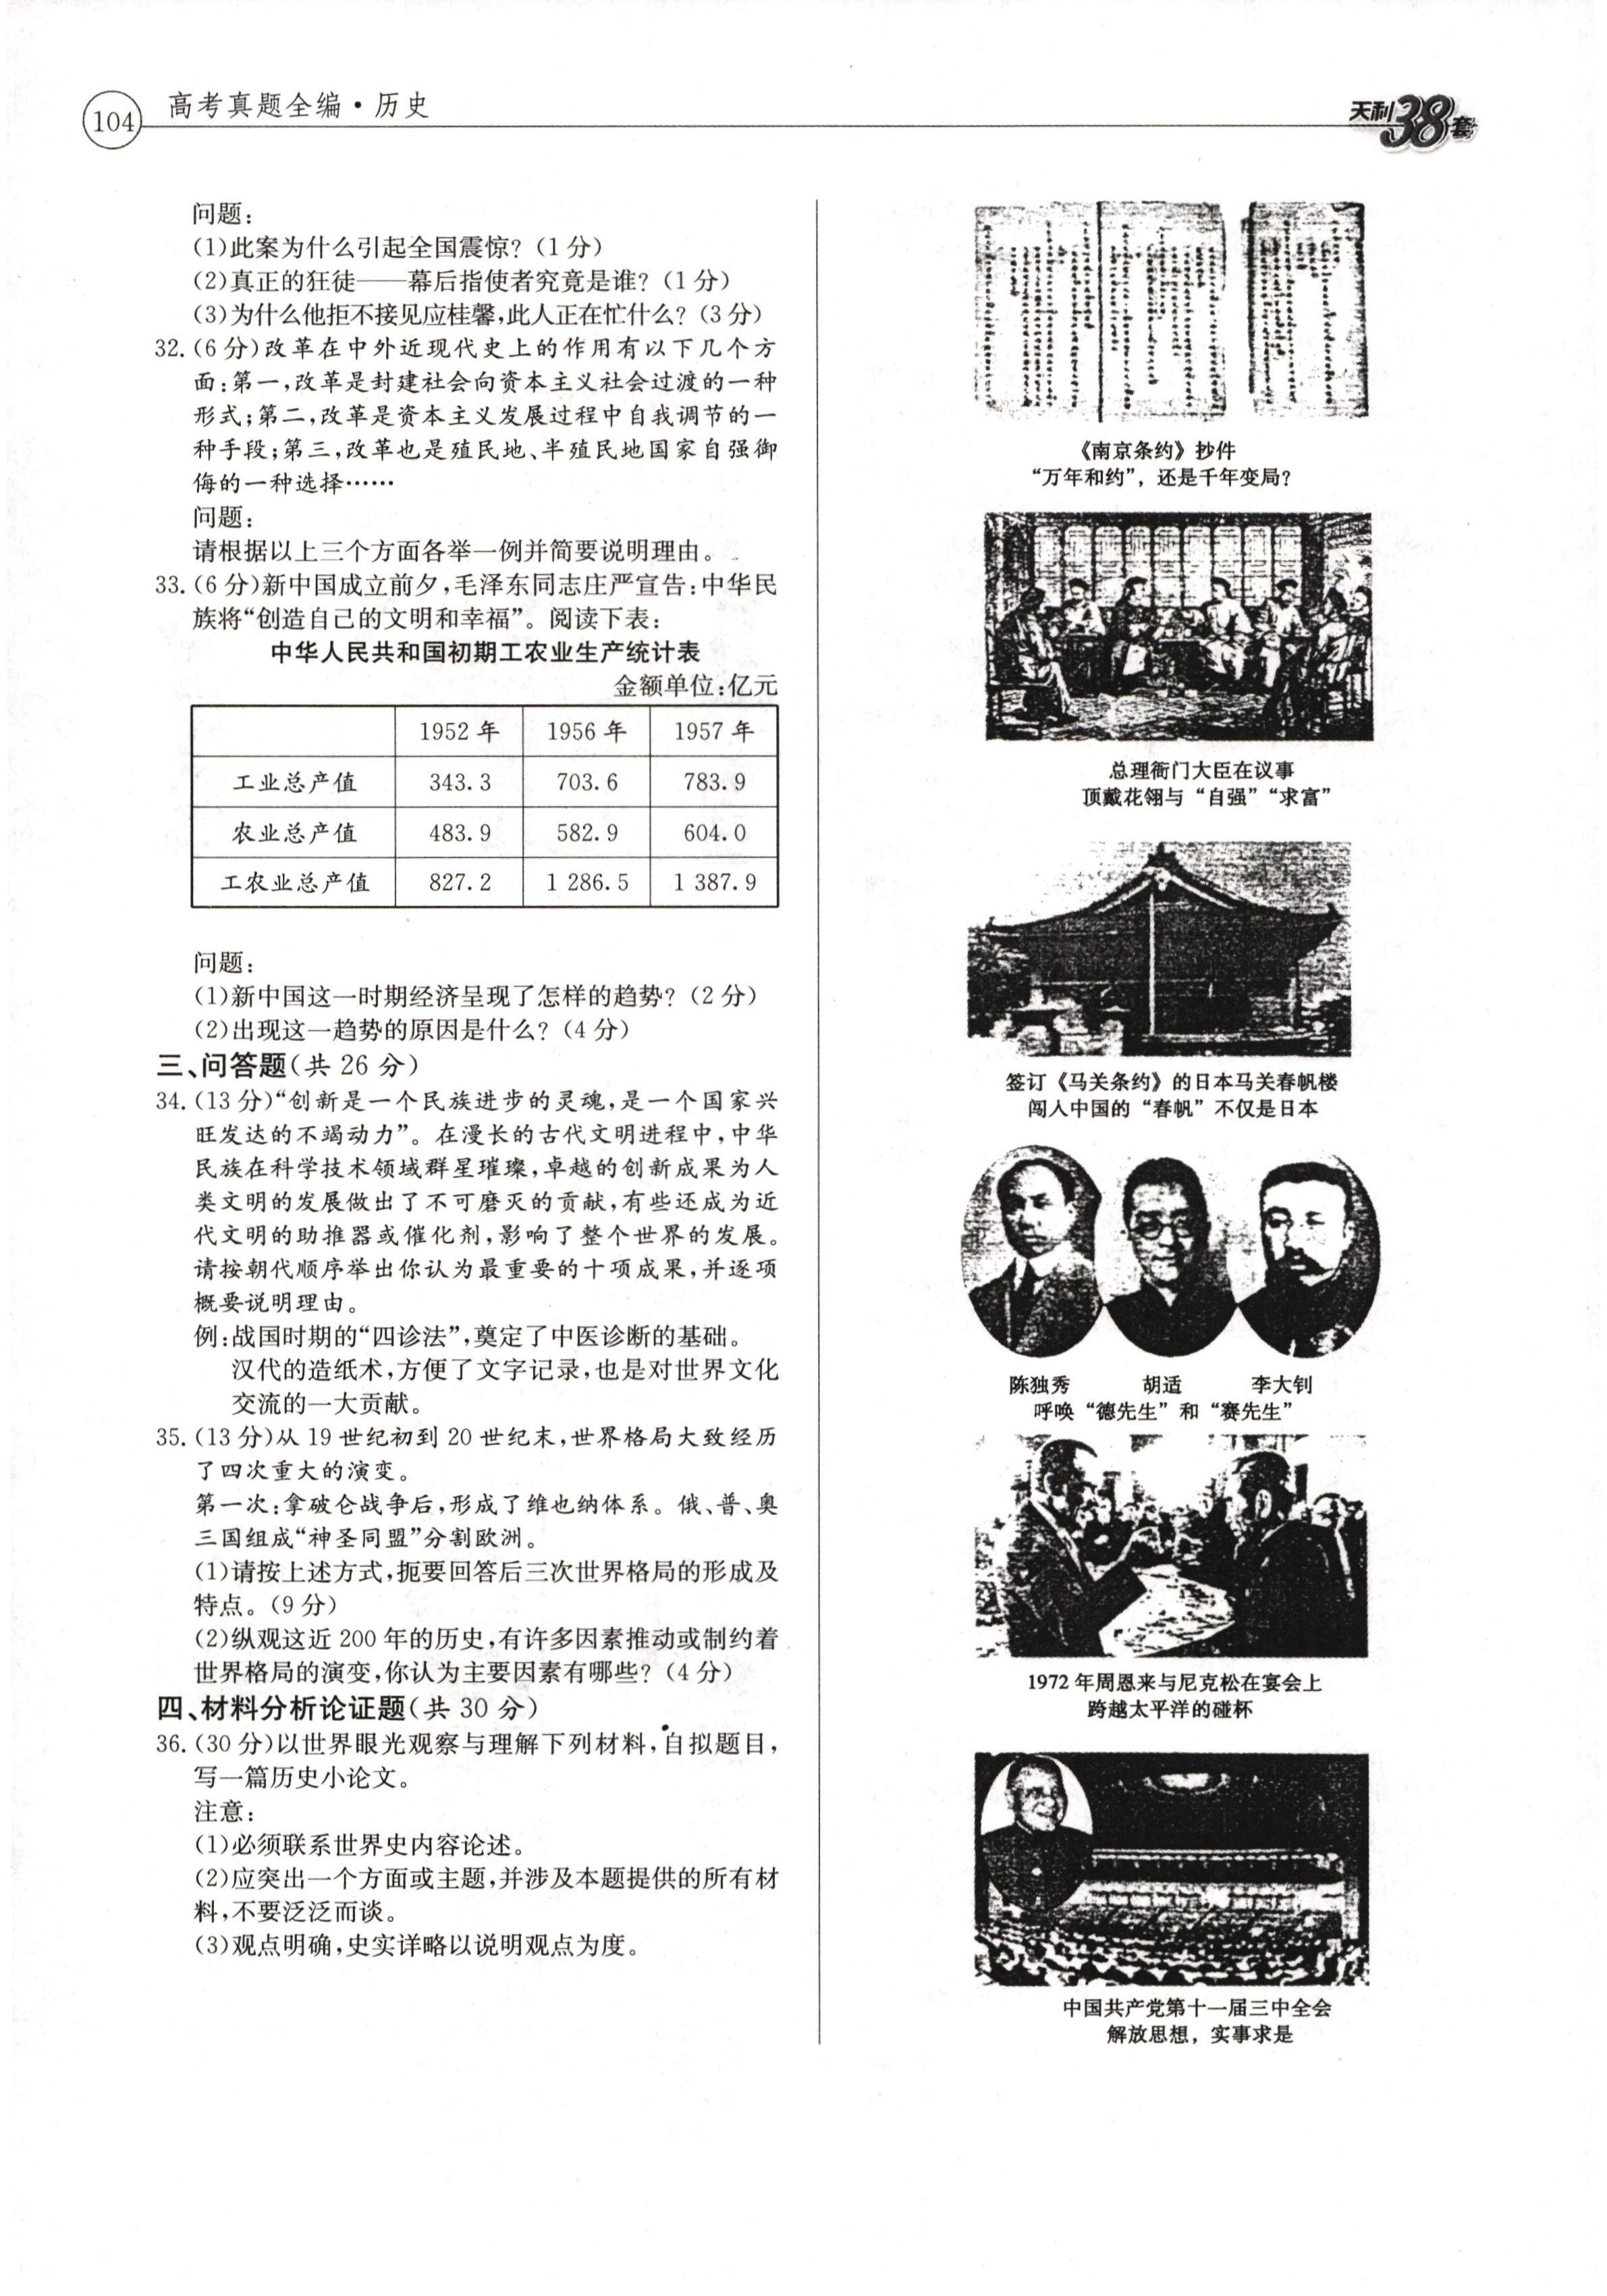 104
高考真题全编·历史
天利38套
问题:
(1)此案为什么引起全国震惊?(1分)
(2)真正的狂徒——幕后指使者究竟是谁?(1分)
(3)为什么他拒不接见应桂馨,此人正在忙什么?(3分)
32.(6分)改革在中外近现代史上的作用有以下几个方
面:第一,改革是封建社会向资本主义社会过渡的一种
形式;第二,改革是资本主义发展过程中自我调节的一
种手段;第三,改革也是殖民地、半殖民地国家自强御
侮的一种选择……
问题:
请根据以上三个方面各举一例并简要说明理由。
33.(6分)新中国成立前夕,毛泽东同志庄严宣告:中华民
族将“创造自己的文明和幸福”。阅读下表:
中华人民共和国初期工农业生产统计表
金额单位:亿元
1952年 1956年 1957年
工业总产值 343.3 703.6 783.9
农业总产值 483.9 582.9 604.0
工农业总产值 827.2 1 286.5 1 387.9
问题:
(1)新中国这一时期经济呈现了怎样的趋势?(2分)
(2)出现这一趋势的原因是什么?(4分)
三、问答题(共26分)
34.(13分)“创新是一个民族进步的灵魂,是一个国家兴
旺发达的不竭动力”。在漫长的古代文明进程中,中华
民族在科学技术领域群星璀璨,卓越的创新成果为人
类文明的发展做出了不可磨灭的贡献,有些还成为近
代文明的助推器或催化剂,影响了整个世界的发展。
请按朝代顺序举出你认为最重要的十项成果,并逐项
概要说明理由。
例:战国时期的“四诊法”,奠定了中医诊断的基础。
汉代的造纸术,方便了文字记录,也是对世界文化
交流的一大贡献。
35.(13分)从19世纪初到20世纪末,世界格局大致经历
了四次重大的演变。
第一次:拿破仑战争后,形成了维也纳体系。俄、普、奥
三国组成“神圣同盟”分割欧洲。
(1)请按上述方式,扼要回答后三次世界格局的形成及
特点。(9分)
(2)纵观这近200年的历史,有许多因素推动或制约着
世界格局的演变,你认为主要因素有哪些?(4分)
四、材料分析论证题(共30分)
36.(30分)以世界眼光观察与理解下列材料,自拟题目,
写一篇历史小论文。
注意:
(1)必须联系世界史内容论述。
(2)应突出一个方面或主题,并涉及本题提供的所有材
料,不要泛泛而谈。
(3)观点明确,史实详略以说明观点为度。
《南京条约》抄件
“万年和约”,还是千年变局?
总理衙门大臣在议事
顶戴花翎与“自强”“求富”
签订《马关条约》的日本马关春帆楼
闯人中国的“春帆”不仅是日本
陈独秀 胡适 李大钊
呼唤“德先生”和“赛先生”
1972年周恩来与尼克松在宴会上
跨越太平洋的碰杯
中国共产党第十一届三中全会
解放思想,实事求是